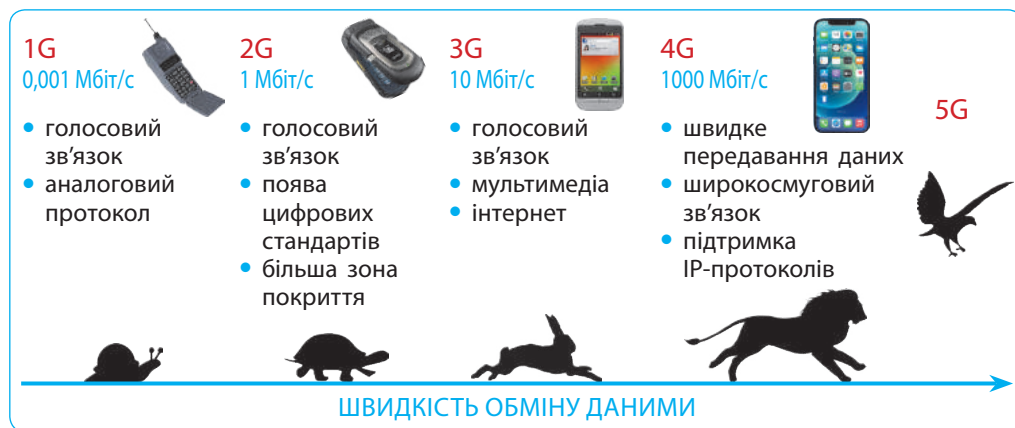 1G
0,001 Мбіт/с
• голосовий
зв'язок
• аналоговий
протокол
2G
1 Мбіт/с
• голосовий
зв'язок
• поява
цифрових
стандартів
• більша зона
покриття
3G
10 Мбіт/с
• голосовий
зв'язок
• мультимедіа
• інтернет
4G
1000 Мбіт/с
• швидке
передавання даних
• широкосмуговий
зв'язок
• підтримка
IP-протоколів
5G
ШВИДКІСТЬ ОБМІНУ ДАНИМИ